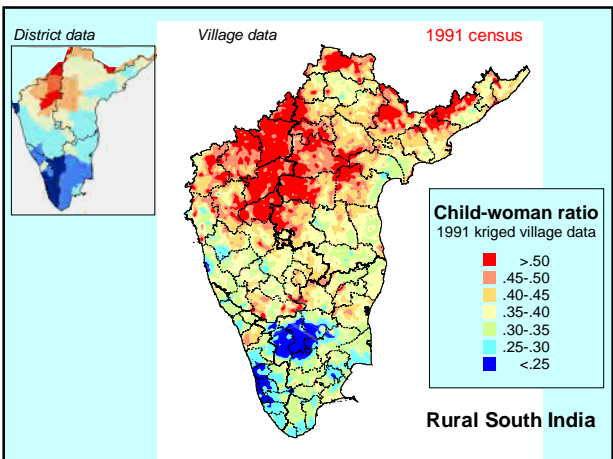 District data
Village data
1991 census
Child-woman ratio
1991 kriged village data
>.50
.45-.50
.40-.45
.35-.40
.30-.35
.25-.30
<.25
Rural South India